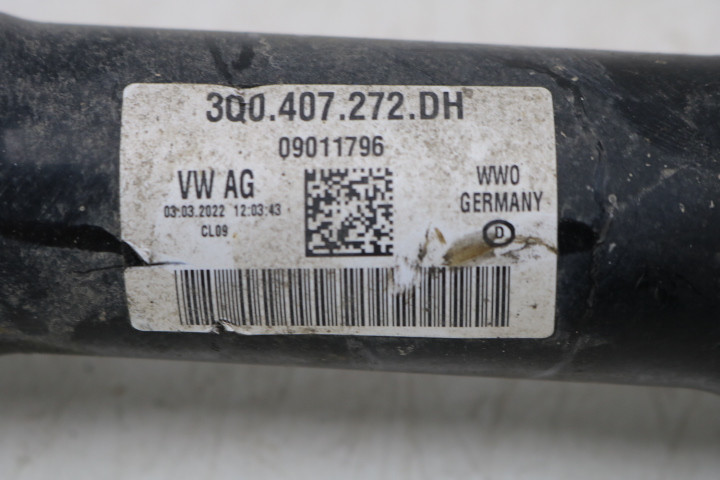 3Q0.407.272.DH
09011796
VW AG
WWO
GERMANY
03.03.2022 12:03:43
CL09
D